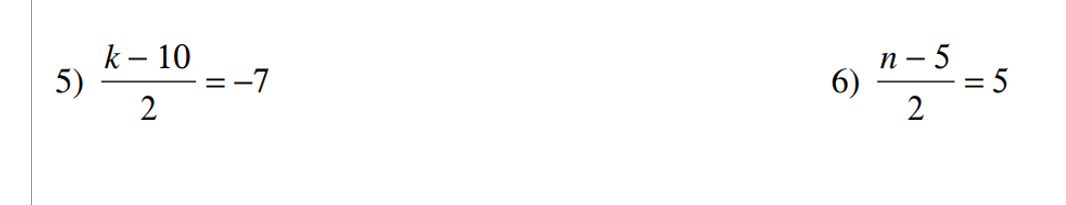 5) (k – 10)/2 = –7
6) (n – 5)/2 = 5